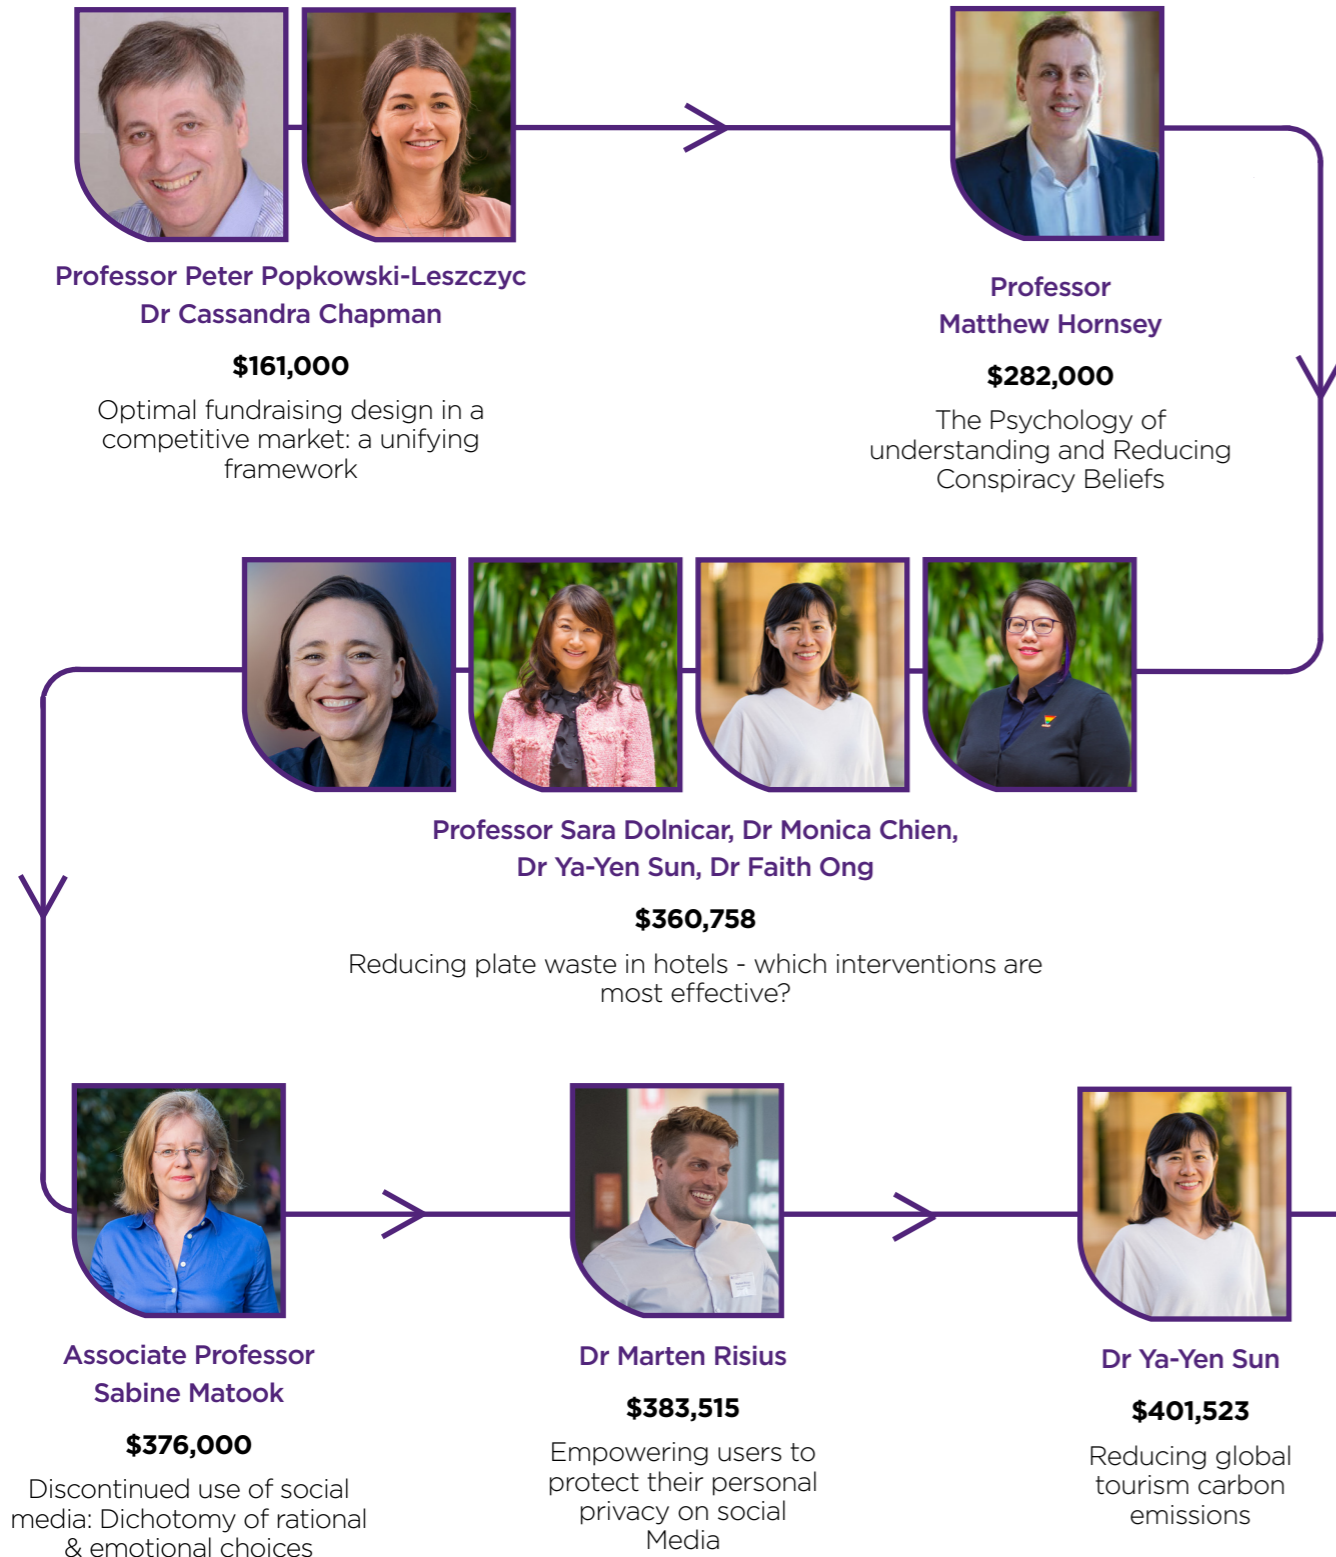 Professor Peter Popkowski-Leszczyc
Dr Cassandra Chapman
$161,000
Optimal fundraising design in a
competitive market: a unifying
framework
Professor
Matthew Hornsey
$282,000
The Psychology of
understanding and Reducing
Conspiracy Beliefs
Professor Sara Dolnicar, Dr Monica Chien,
Dr Ya-Yen Sun, Dr Faith Ong
$360,758
Reducing plate waste in hotels - which interventions are
most effective?
Associate Professor
Sabine Matook
$376,000
Discontinued use of social
media: Dichotomy of rational
& emotional choices
Dr Marten Risius
$383,515
Empowering users to
protect their personal
privacy on social
Media
Dr Ya-Yen Sun
$401,523
Reducing global
tourism carbon
emissions